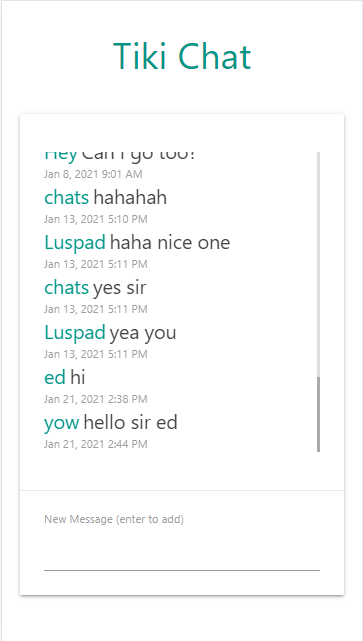 Tiki Chat
Hey Can I go too?
Jan 8, 2021 9:01 AM
chats hahahah
Jan 13, 2021 5:10 PM
Luspad haha nice one
Jan 13, 2021 5:11 PM
chats yes sir
Jan 13, 2021 5:11 PM
Luspad yea you
Jan 13, 2021 5:11 PM
ed hi
Jan 21, 2021 2:38 PM
yow hello sir ed
Jan 21, 2021 2:44 PM
New Message (enter to add)